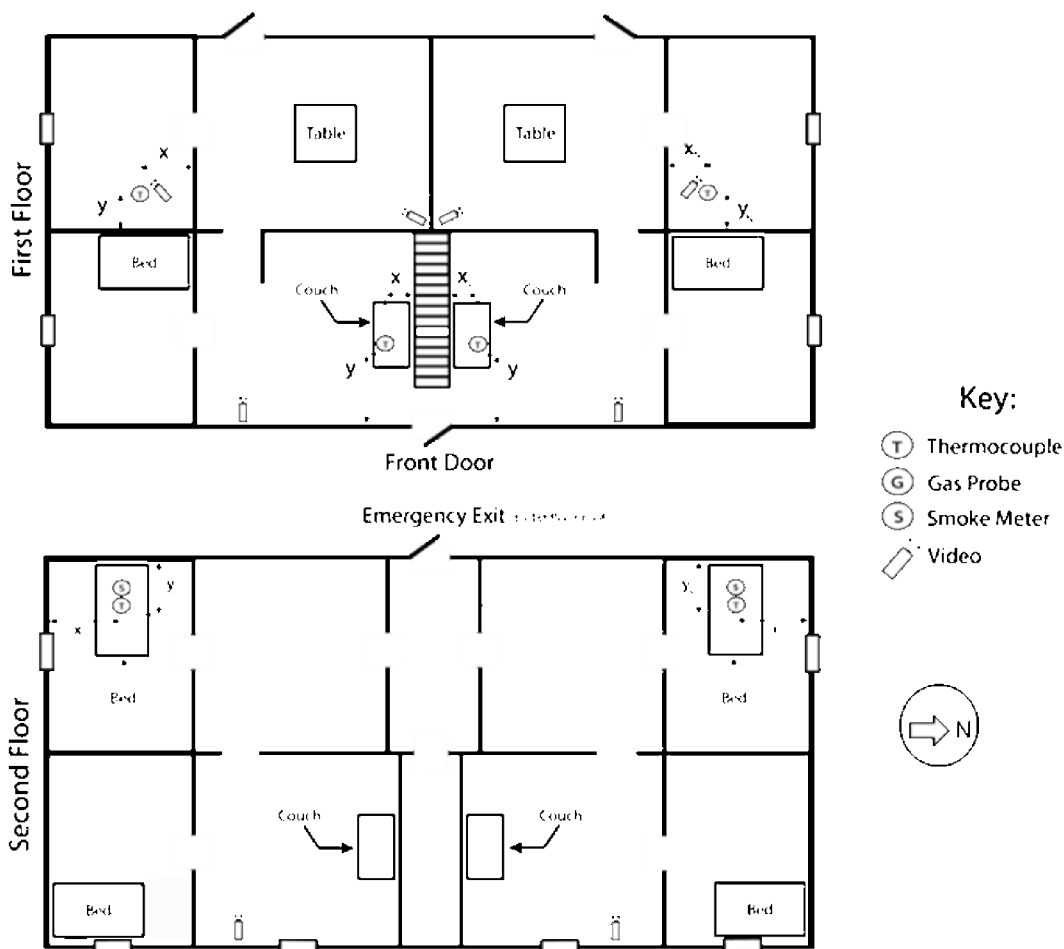 First Floor
Table
Table
x
x
T
T
y
y
Bed
Bed
x
x
Couch
Couch
T
T
y
y
Front Door
Key:
T Thermocouple
G Gas Probe
S Smoke Meter
Video
Emergency Exit
Second Floor
S
T
y
x
S
T
y
Bed
Bed
N
Couch
Couch
Bed
Bed